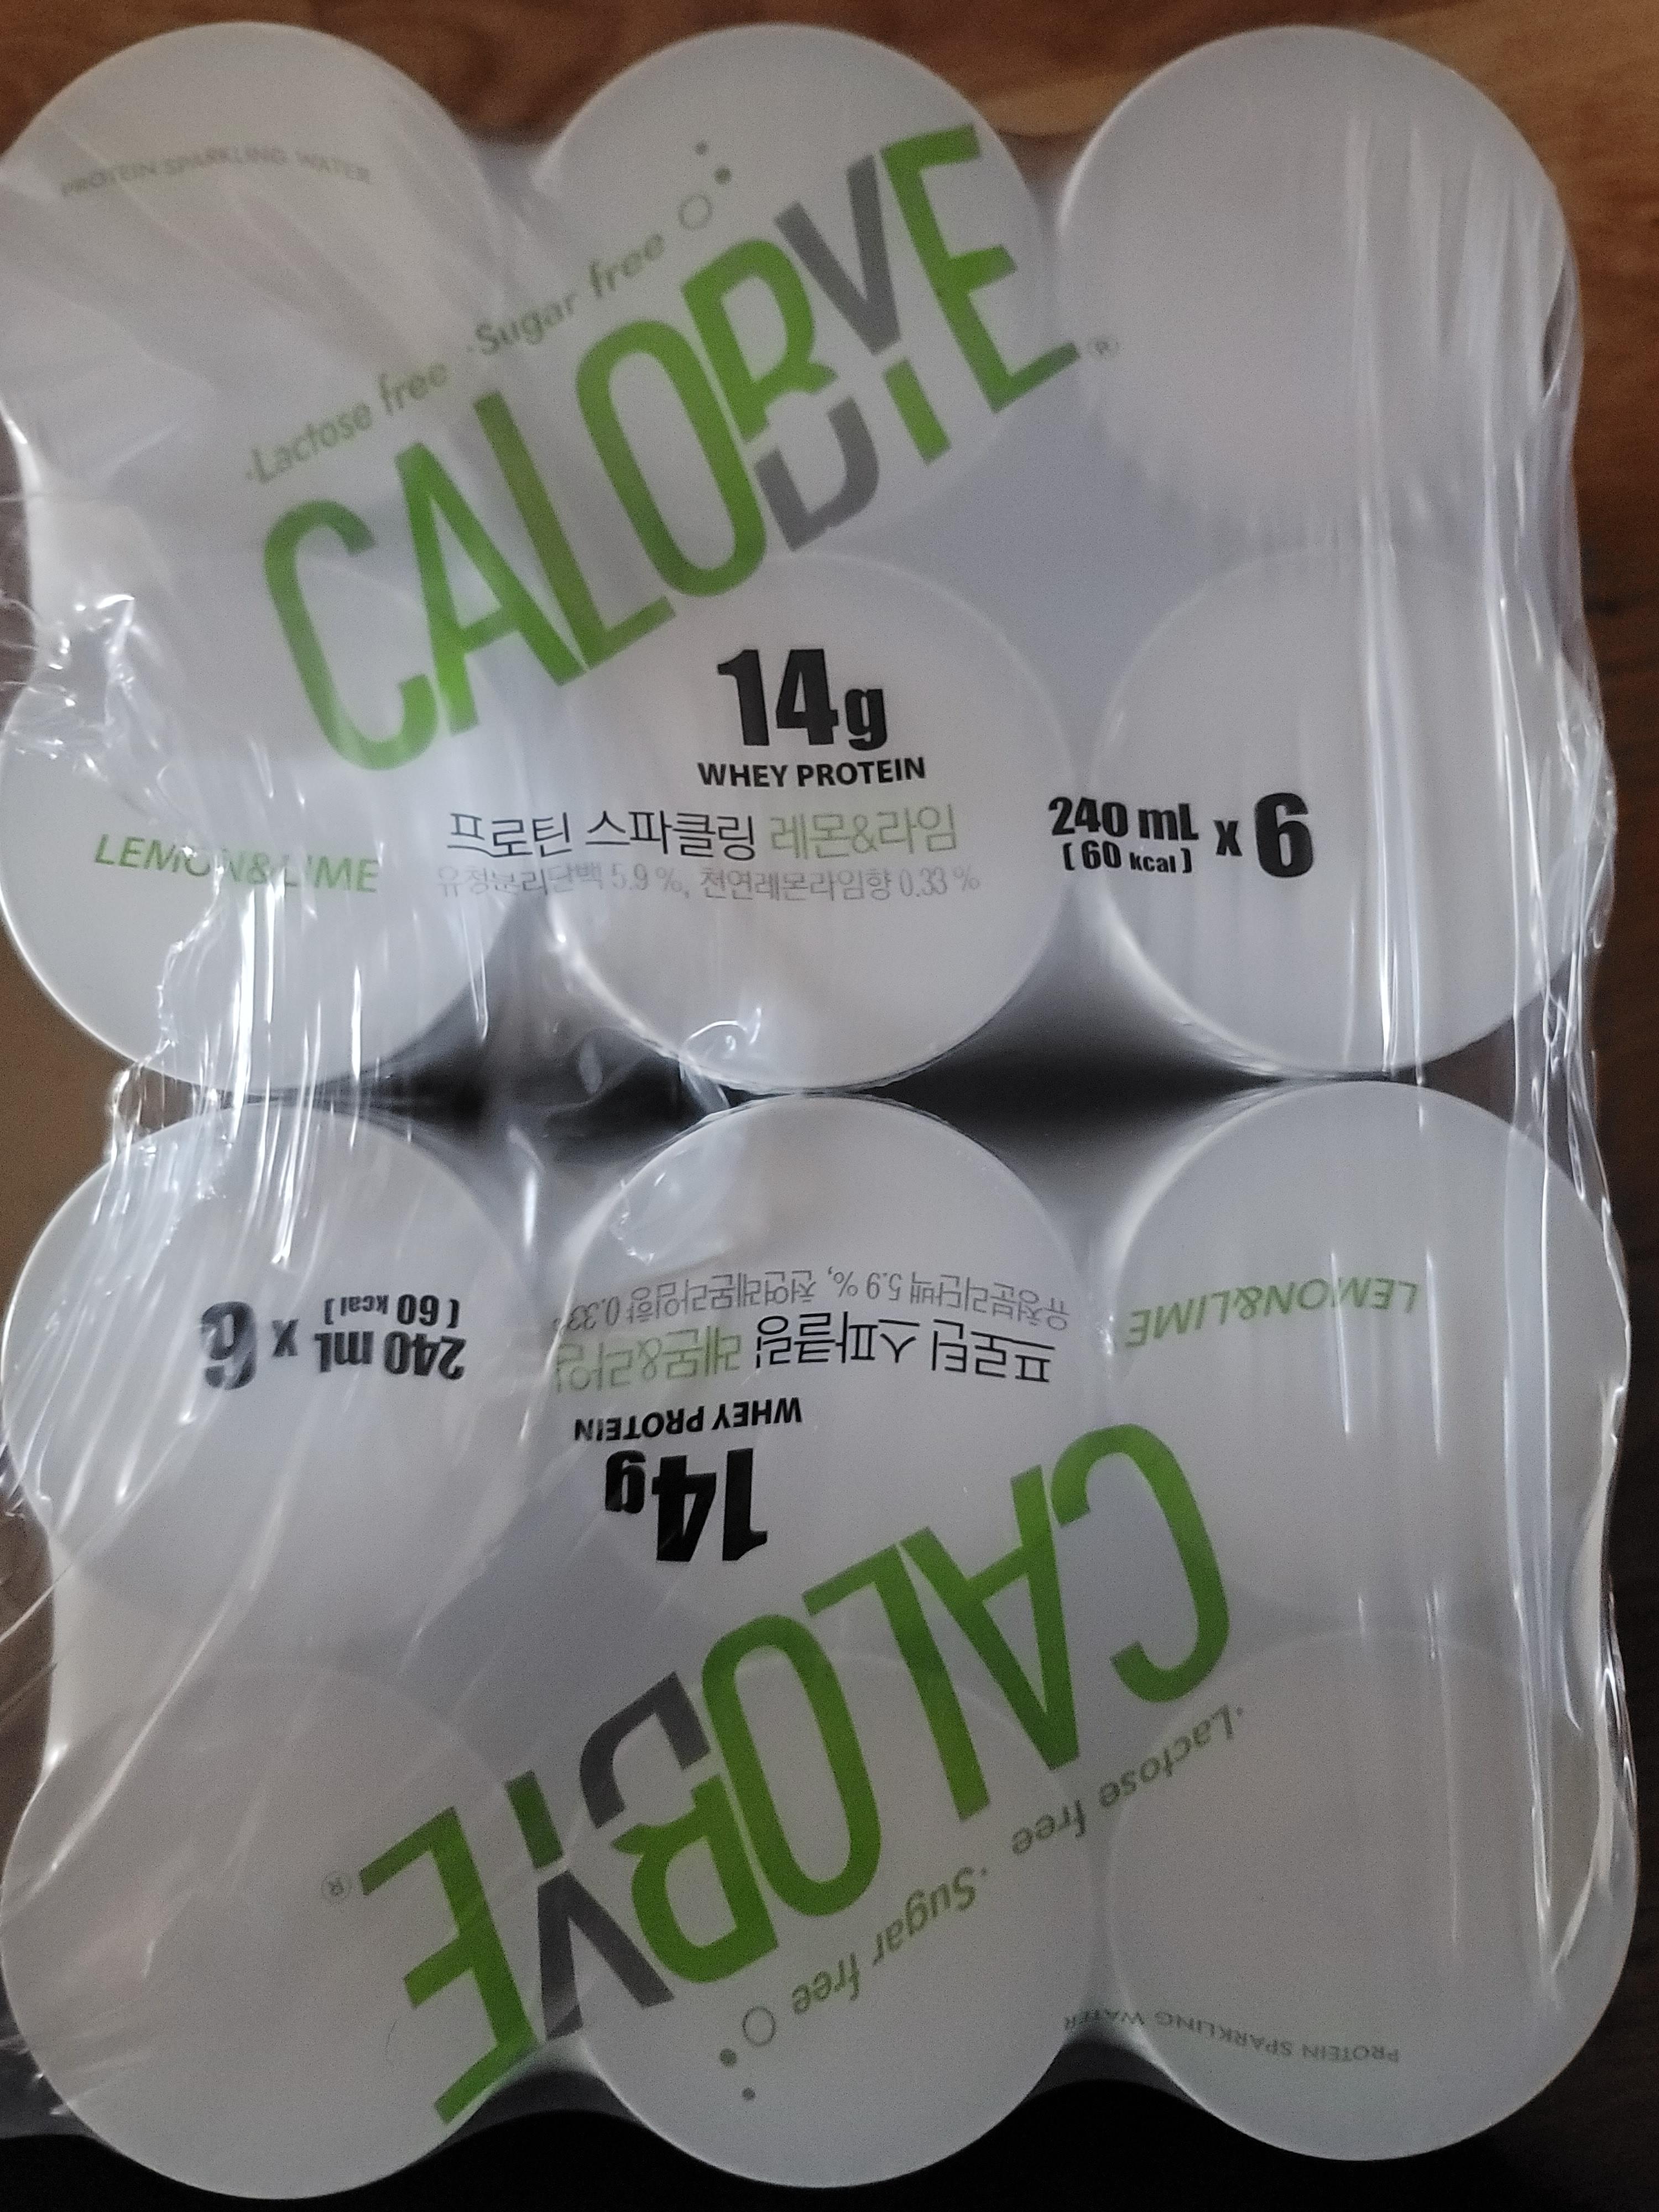 PROTEIN SPARKLING WATER
·Lactose free ·Sugar free
CALOBYE®
14g
WHEY PROTEIN
프로틴 스파클링 레몬&라임
유청분리단백 5.9 %, 천연레몬라임향 0.33 %
LEMON&LIME
240 mL x 6
( 60 kcal )
LEMON&LIME
유청분리단백 5.9 %, 천연레몬라임향 0.33
프로틴 스파클링 레몬&라임
240 mL x 6
( 60 kcal )
14g
WHEY PROTEIN
CALOBYE®
·Lactose free ·Sugar free
PROTEIN SPARKLING WATER